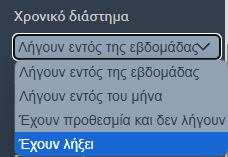 Χρονικό διάστημα
Λήγουν εντός της εβδομάδας
Λήγουν εντός της εβδομάδας
Λήγουν εντός του μήνα
Έχουν προθεσμία και δεν λήγουν
Έχουν λήξει